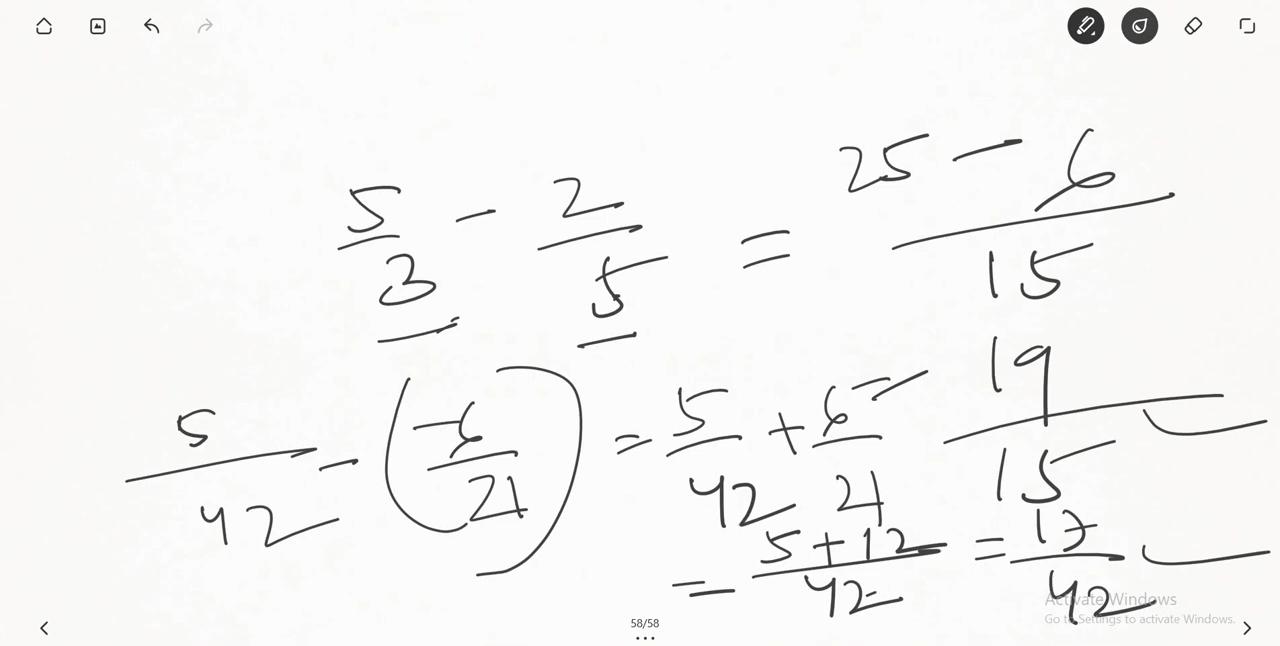 5/3 - 2/5 = 25 - 6/15
= 19/15
5/42 - (-6/21) = 5/42 + 6/21
= 5+12/42 = 17/42
Activate Windows
Go to Settings to activate Windows.
58/58